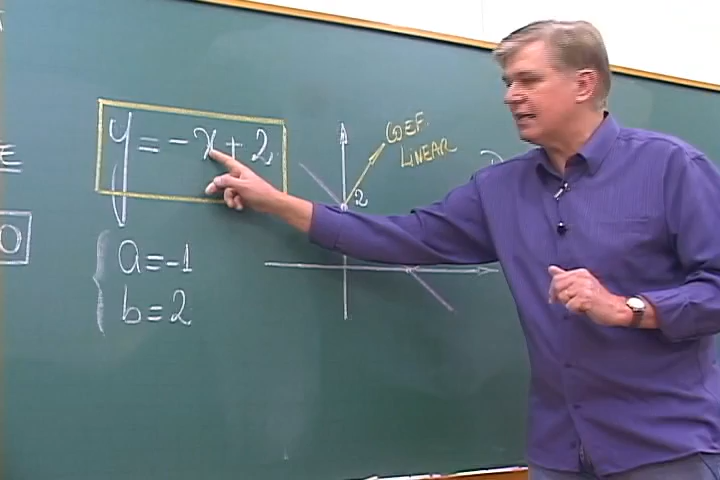 y = -x + 2
a = -1
b = 2
COEF.
LINEAR
2